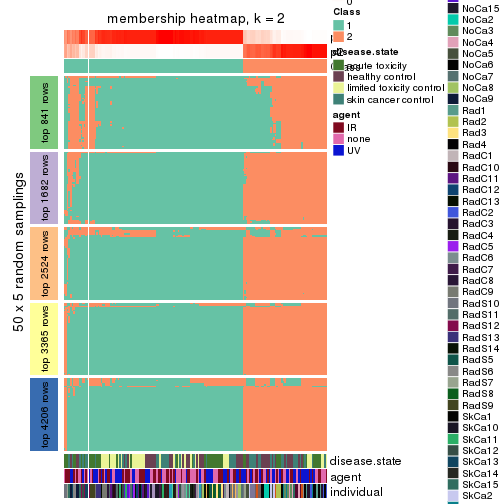 membership heatmap, k = 2
50 x 5 random samplings
top 841 rows
top 1682 rows
top 2524 rows
top 3365 rows
top 4206 rows
p2
disease.state
agent
individual
Class
1
2
disease.state
acute toxicity
healthy control
limited toxicity control
skin cancer control
agent
IR
none
UV
0
NoCa15
NoCa2
NoCa3
NoCa4
NoCa5
NoCa6
NoCa7
NoCa8
NoCa9
Rad1
Rad2
Rad3
Rad4
RadC1
RadC10
RadC11
RadC12
RadC13
RadC2
RadC3
RadC4
RadC5
RadC6
RadC7
RadC8
RadC9
RadS10
RadS11
RadS12
RadS13
RadS14
RadS5
RadS6
RadS7
RadS8
RadS9
SkCa1
SkCa10
SkCa11
SkCa12
SkCa13
SkCa14
SkCa15
SkCa2